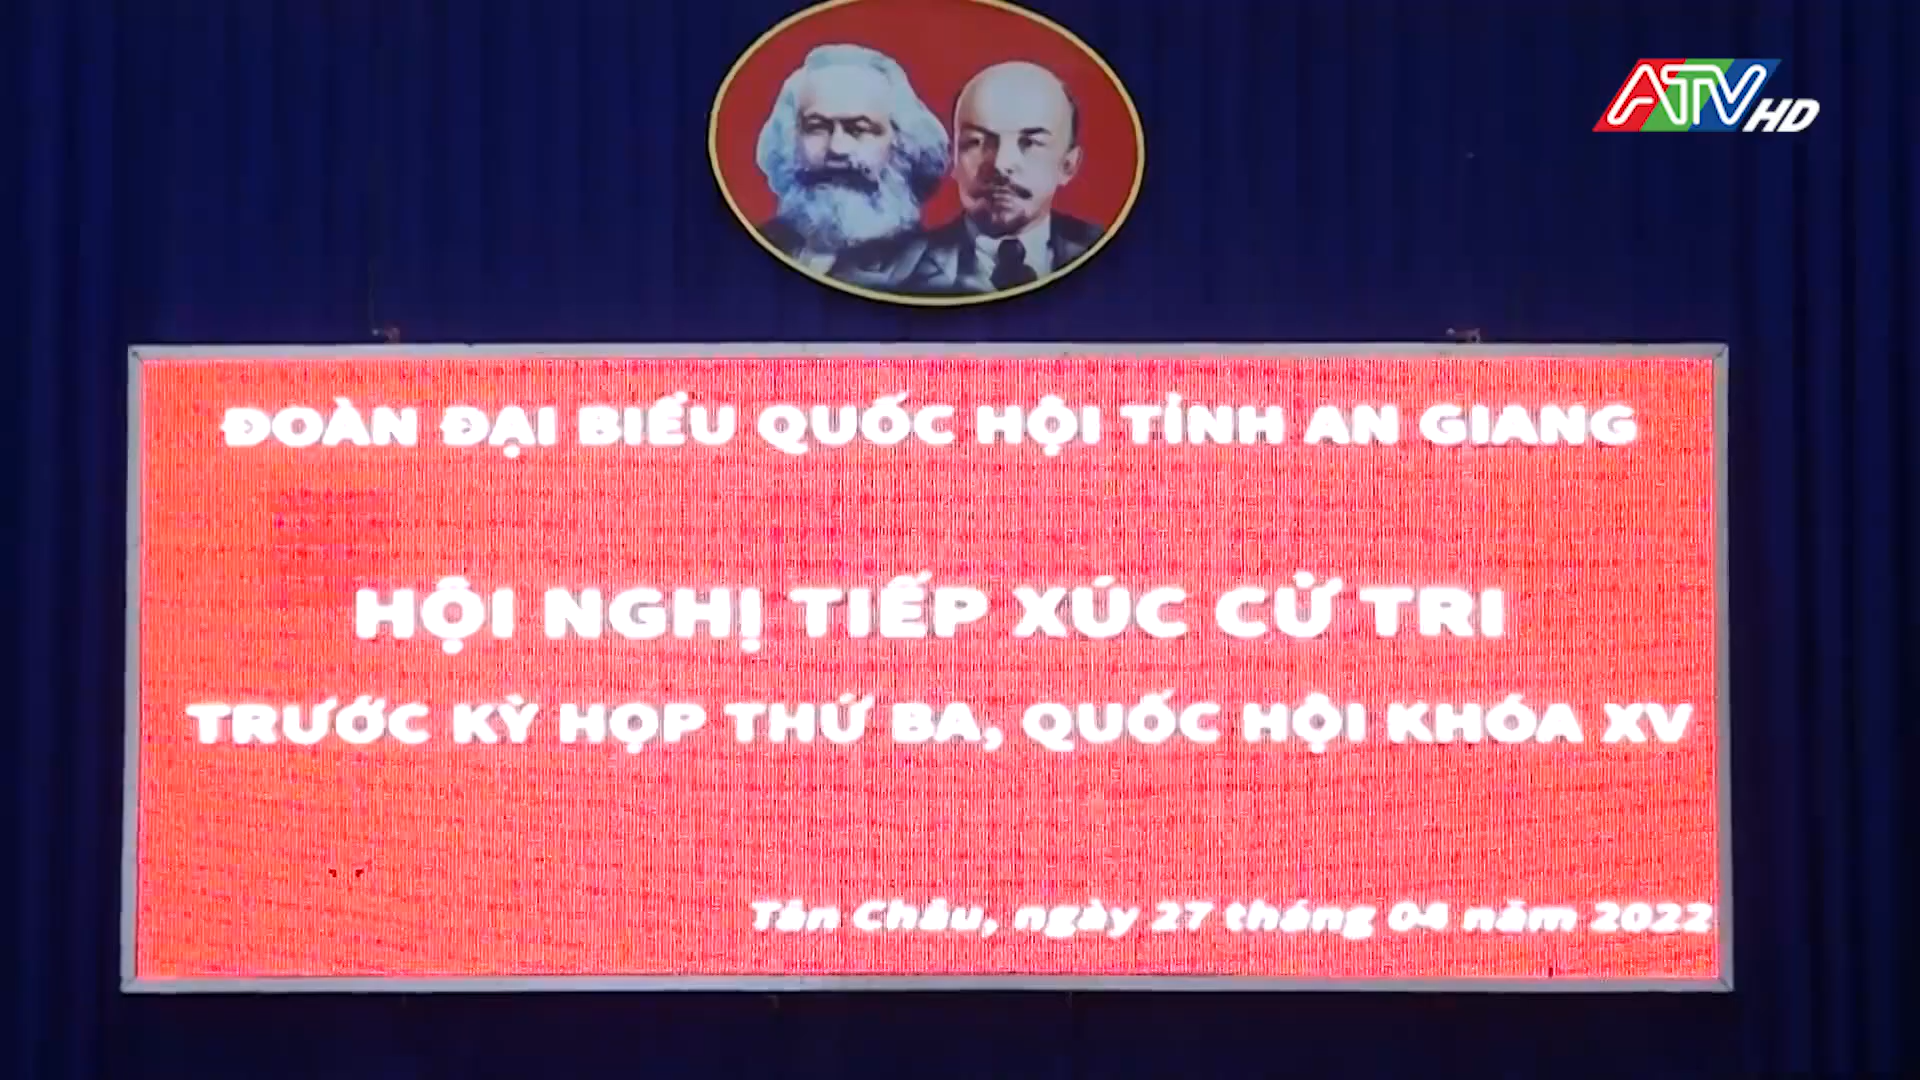 ATV HD
ĐOÀN ĐẠI BIỂU QUỐC HỘI TỈNH AN GIANG
HỘI NGHỊ TIẾP XÚC CỬ TRI
TRƯỚC KỲ HỌP THỨ BA, QUỐC HỘI KHÓA XV
Tân Châu, ngày 27 tháng 04 năm 2022